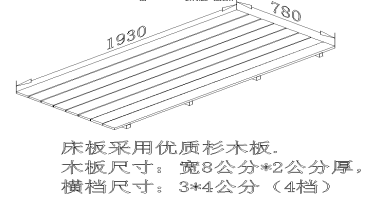 1930
780
床板采用优质杉木板.
木板尺寸: 宽8公分*2公分厚,
横档尺寸: 3*4公分 (4档)